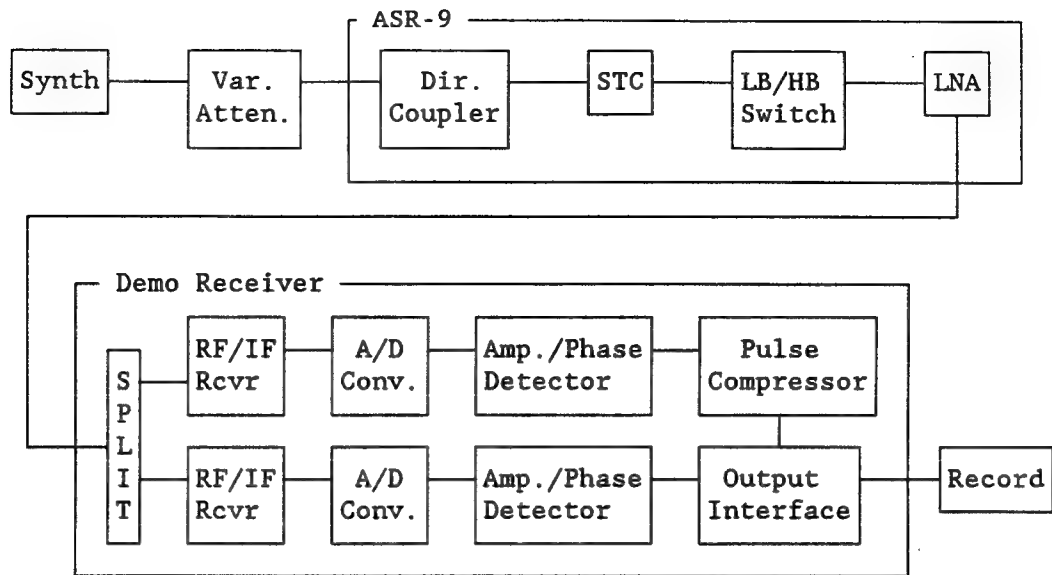 ASR-9
Synth
Var.
Atten.
Dir.
Coupler
STC
LB/HB
Switch
LNA
Demo Receiver
S
P
L
I
T
RF/IF
Rcvr
A/D
Conv.
Amp./Phase
Detector
Pulse
Compressor
RF/IF
Rcvr
A/D
Conv.
Amp./Phase
Detector
Output
Interface
Record